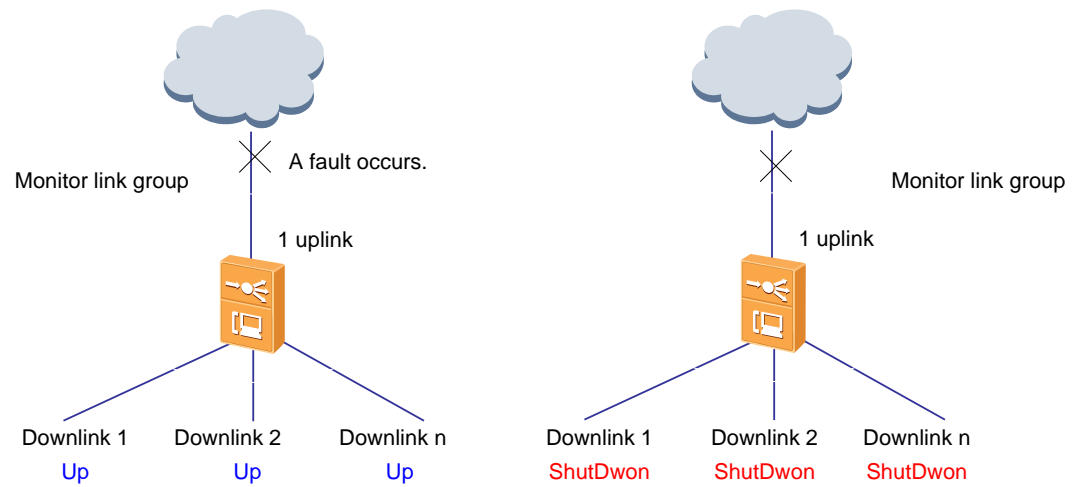 A fault occurs.
Monitor link group
1 uplink
Downlink 1
Downlink 2
Downlink n
Up
Up
Up
Monitor link group
1 uplink
Downlink 1
Downlink 2
Downlink n
ShutDwon
ShutDwon
ShutDwon